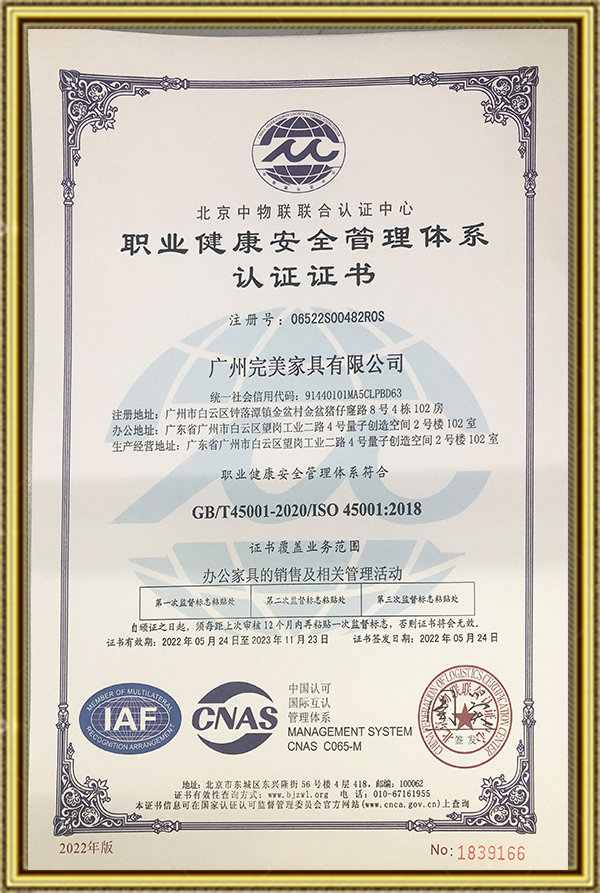 北京中物联联合认证中心
职业健康安全管理体系
认证证书
注册号：06522S00482R0S
广州完美家具有限公司
统一社会信用代码：91440101MA5CLPBD63
注册地址：广州市白云区钟落潭镇金盆村金盆猪仔窿路8号4栋102房
办公地址：广东省广州市白云区望岗工业二路4号量子创造空间2号楼102室
生产经营地址：广东省广州市白云区望岗工业二路4号量子创造空间2号楼102室
职业健康安全管理体系符合
GB/T45001-2020/ISO 45001:2018
证书覆盖业务范围
办公家具的销售及相关管理活动
第一次监督标志粘贴处 第二次监督标志粘贴处 第三次监督标志粘贴处
自颁证之日起，须每距上次审核12个月内再粘贴一次监督标志，否则证书将会无效。
证书有效期：2022年05月24日至2023年11月23日 证书签发日期：2022年05月24日
MEMBER OF MULTILATERAL
IAF
RECOGNITION ARRANGEMENT
CNAS
中国认可
国际互认
管理体系
MANAGEMENT SYSTEM
CNAS C065-M
签发
地址：北京市东城区东兴隆街56号楼4层418，邮编：100062
证书有效性查询方式：www.bjzwl.org 电话：010-67161955
本证书信息可在国家认证认可监督管理委员会官方网站(www.cnca.gov.cn)上查询
2022年版
No: 1839166